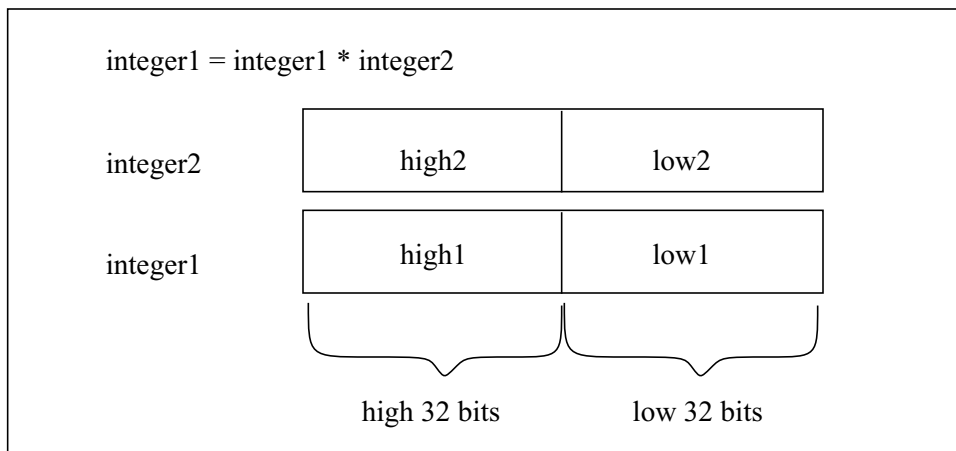 integer1 = integer1 * integer2
integer2 high2 low2
integer1 high1 low1
high 32 bits low 32 bits